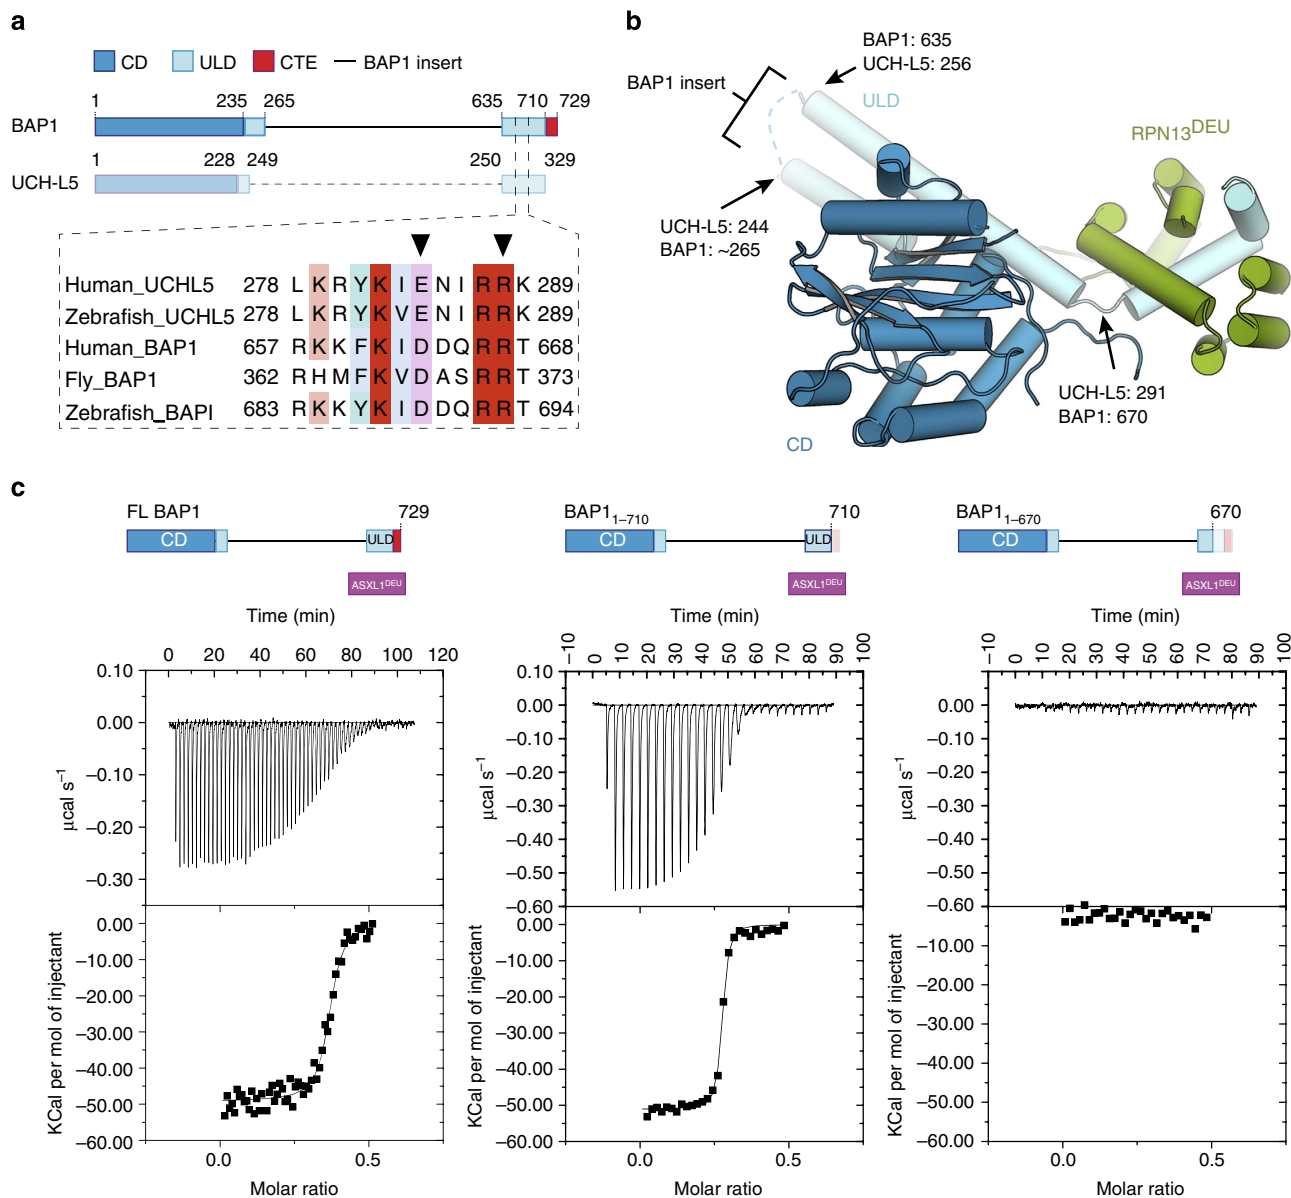 a
CD ULD CTE BAP1 insert
1 235 265 635 710 729
BAP1
1 228 249 250 329
UCH-L5
Human_UCHL5 278 L K R Y K I E N I R R K 289
Zebrafish_UCHL5 278 L K R Y K V E N I R R K 289
Human_BAP1 657 R K K F K I D D Q R R T 668
Fly_BAP1 362 R H M F K V D A S R R T 373
Zebrafish_BAPI 683 R K K Y K I D D Q R R T 694
b
BAP1: 635
UCH-L5: 256
BAP1 insert
ULD
RPN13DEU
UCH-L5: 244
BAP1: ~265
UCH-L5: 291
BAP1: 670
CD
c
FL BAP1 729
CD ULD
ASXL1DEU
Time (min)
0 20 40 60 80 100 120
0.10
0.00
–0.10
–0.20
–0.30
µcal s–1
0.00
–10.00
–20.00
–30.00
–40.00
–50.00
–60.00
KCal per mol of injectant
0.0 0.5
Molar ratio
BAP11–710 710
CD ULD
ASXL1DEU
Time (min)
–10 0 10 20 30 40 50 60 70 80 90 100
0.10
0.00
–0.10
–0.20
–0.30
–0.40
–0.50
–0.60
µcal s–1
0.00
–10.00
–20.00
–30.00
–40.00
–50.00
–60.00
KCal per mol of injectant
0.0 0.5
Molar ratio
BAP11–670 670
CD
ASXL1DEU
Time (min)
–10 0 10 20 30 40 50 60 70 80 90 100
0.10
0.00
–0.10
–0.20
–0.30
–0.40
–0.50
–0.60
µcal s–1
0.00
–10.00
–20.00
–30.00
–40.00
–50.00
–60.00
KCal per mol of injectant
0.0 0.5
Molar ratio